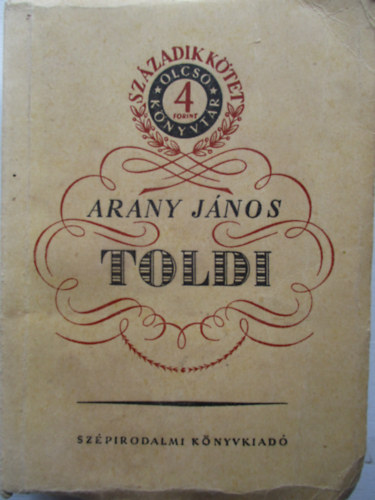 SZÁZADIK KÖTET
OLCSÓ
4
FORINT
KÖNYVTÁR
ARANY JÁNOS
TOLDI
SZÉPIRODALMI KÖNYVKIADÓ